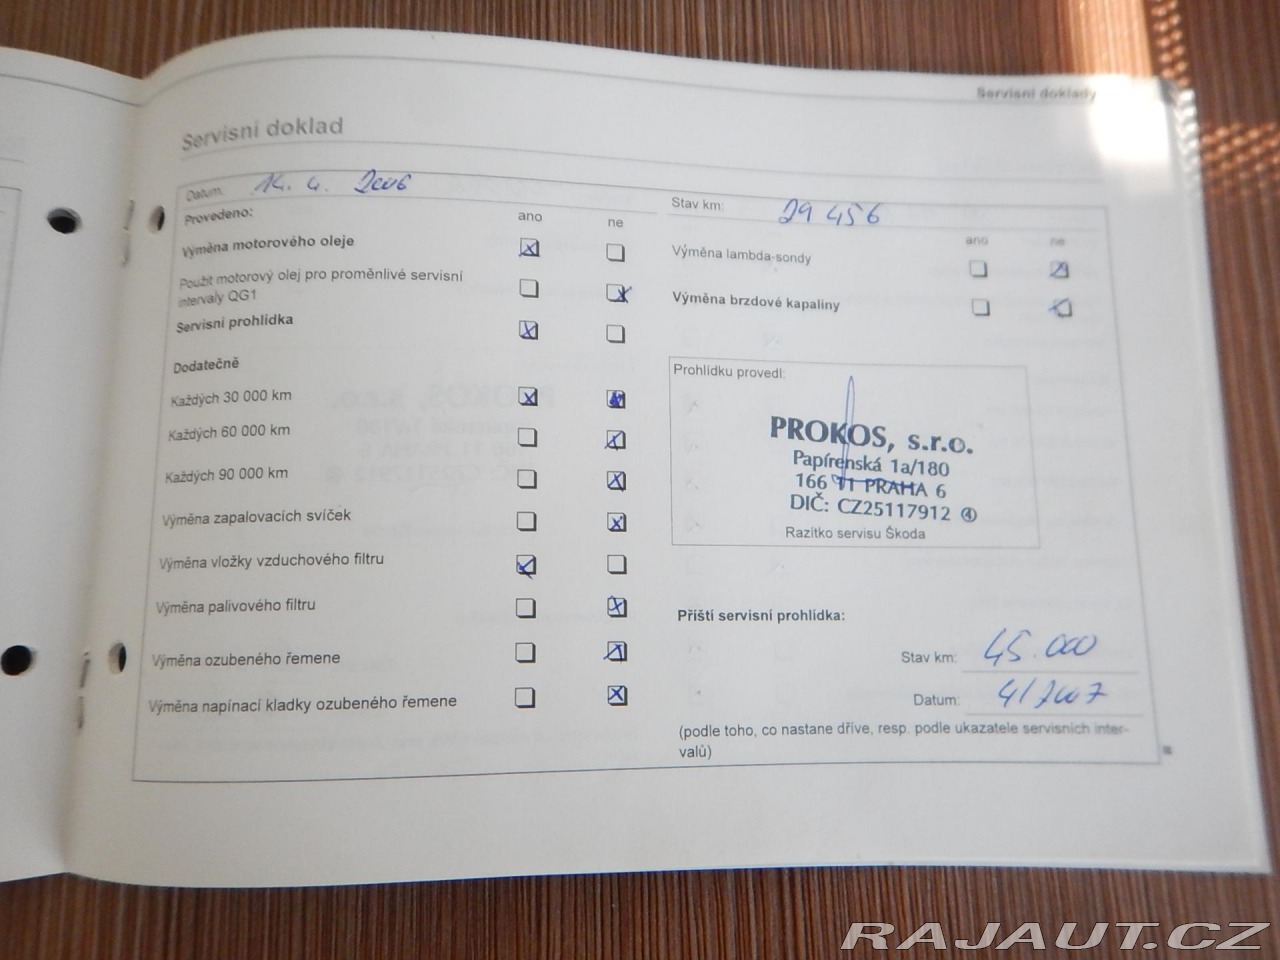 Servisní doklady
Servisní doklad
Datum: 14. 4. 2006
Provedeno: ano ne
Výměna motorového oleje
Použit motorový olej pro proměnlivé servisní
intervaly QG1
Servisní prohlídka
Dodatečně
Každých 30 000 km
Každých 60 000 km
Každých 90 000 km
Výměna zapalovacích svíček
Výměna vložky vzduchového filtru
Výměna palivového filtru
Výměna ozubeného řemene
Výměna napínací kladky ozubeného řemene
Stav km: 29 456
ano ne
Výměna lambda-sondy
Výměna brzdové kapaliny
Prohlídku provedl:
PROKOS, s.r.o.
Papírenská 1a/180
166 11 PRAHA 6
DIČ: CZ25117912 4
Razítko servisu Škoda
Příští servisní prohlídka:
Stav km: 45.000
Datum: 4/2007
(podle toho, co nastane dříve, resp. podle ukazatele servisních inter-
valů)
RAJAUT.CZ